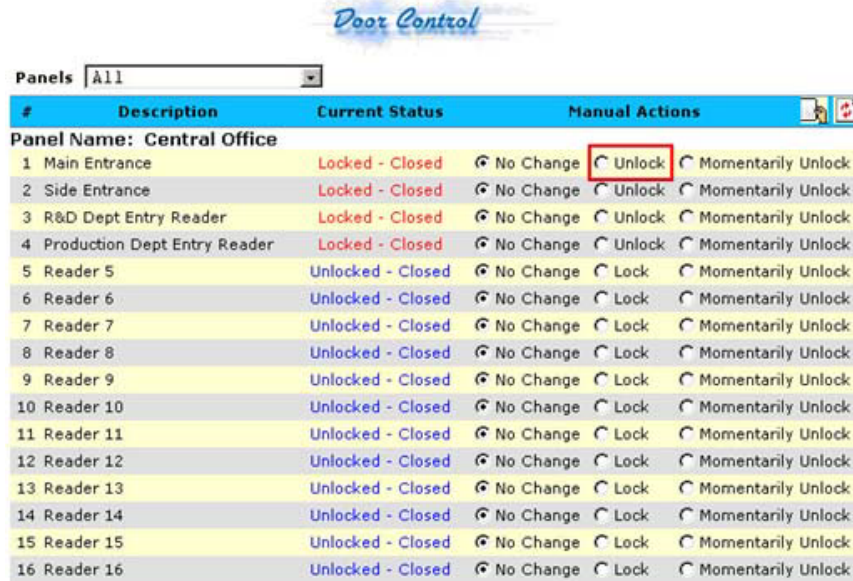 Door Control
Panels All
# Description Current Status Manual Actions
Panel Name: Central Office
1 Main Entrance Locked - Closed No Change Unlock Momentarily Unlock
2 Side Entrance Locked - Closed No Change Unlock Momentarily Unlock
3 R&D Dept Entry Reader Locked - Closed No Change Unlock Momentarily Unlock
4 Production Dept Entry Reader Locked - Closed No Change Unlock Momentarily Unlock
5 Reader 5 Unlocked - Closed No Change Lock Momentarily Unlock
6 Reader 6 Unlocked - Closed No Change Lock Momentarily Unlock
7 Reader 7 Unlocked - Closed No Change Lock Momentarily Unlock
8 Reader 8 Unlocked - Closed No Change Lock Momentarily Unlock
9 Reader 9 Unlocked - Closed No Change Lock Momentarily Unlock
10 Reader 10 Unlocked - Closed No Change Lock Momentarily Unlock
11 Reader 11 Unlocked - Closed No Change Lock Momentarily Unlock
12 Reader 12 Unlocked - Closed No Change Lock Momentarily Unlock
13 Reader 13 Unlocked - Closed No Change Lock Momentarily Unlock
14 Reader 14 Unlocked - Closed No Change Lock Momentarily Unlock
15 Reader 15 Unlocked - Closed No Change Lock Momentarily Unlock
16 Reader 16 Unlocked - Closed No Change Lock Momentarily Unlock